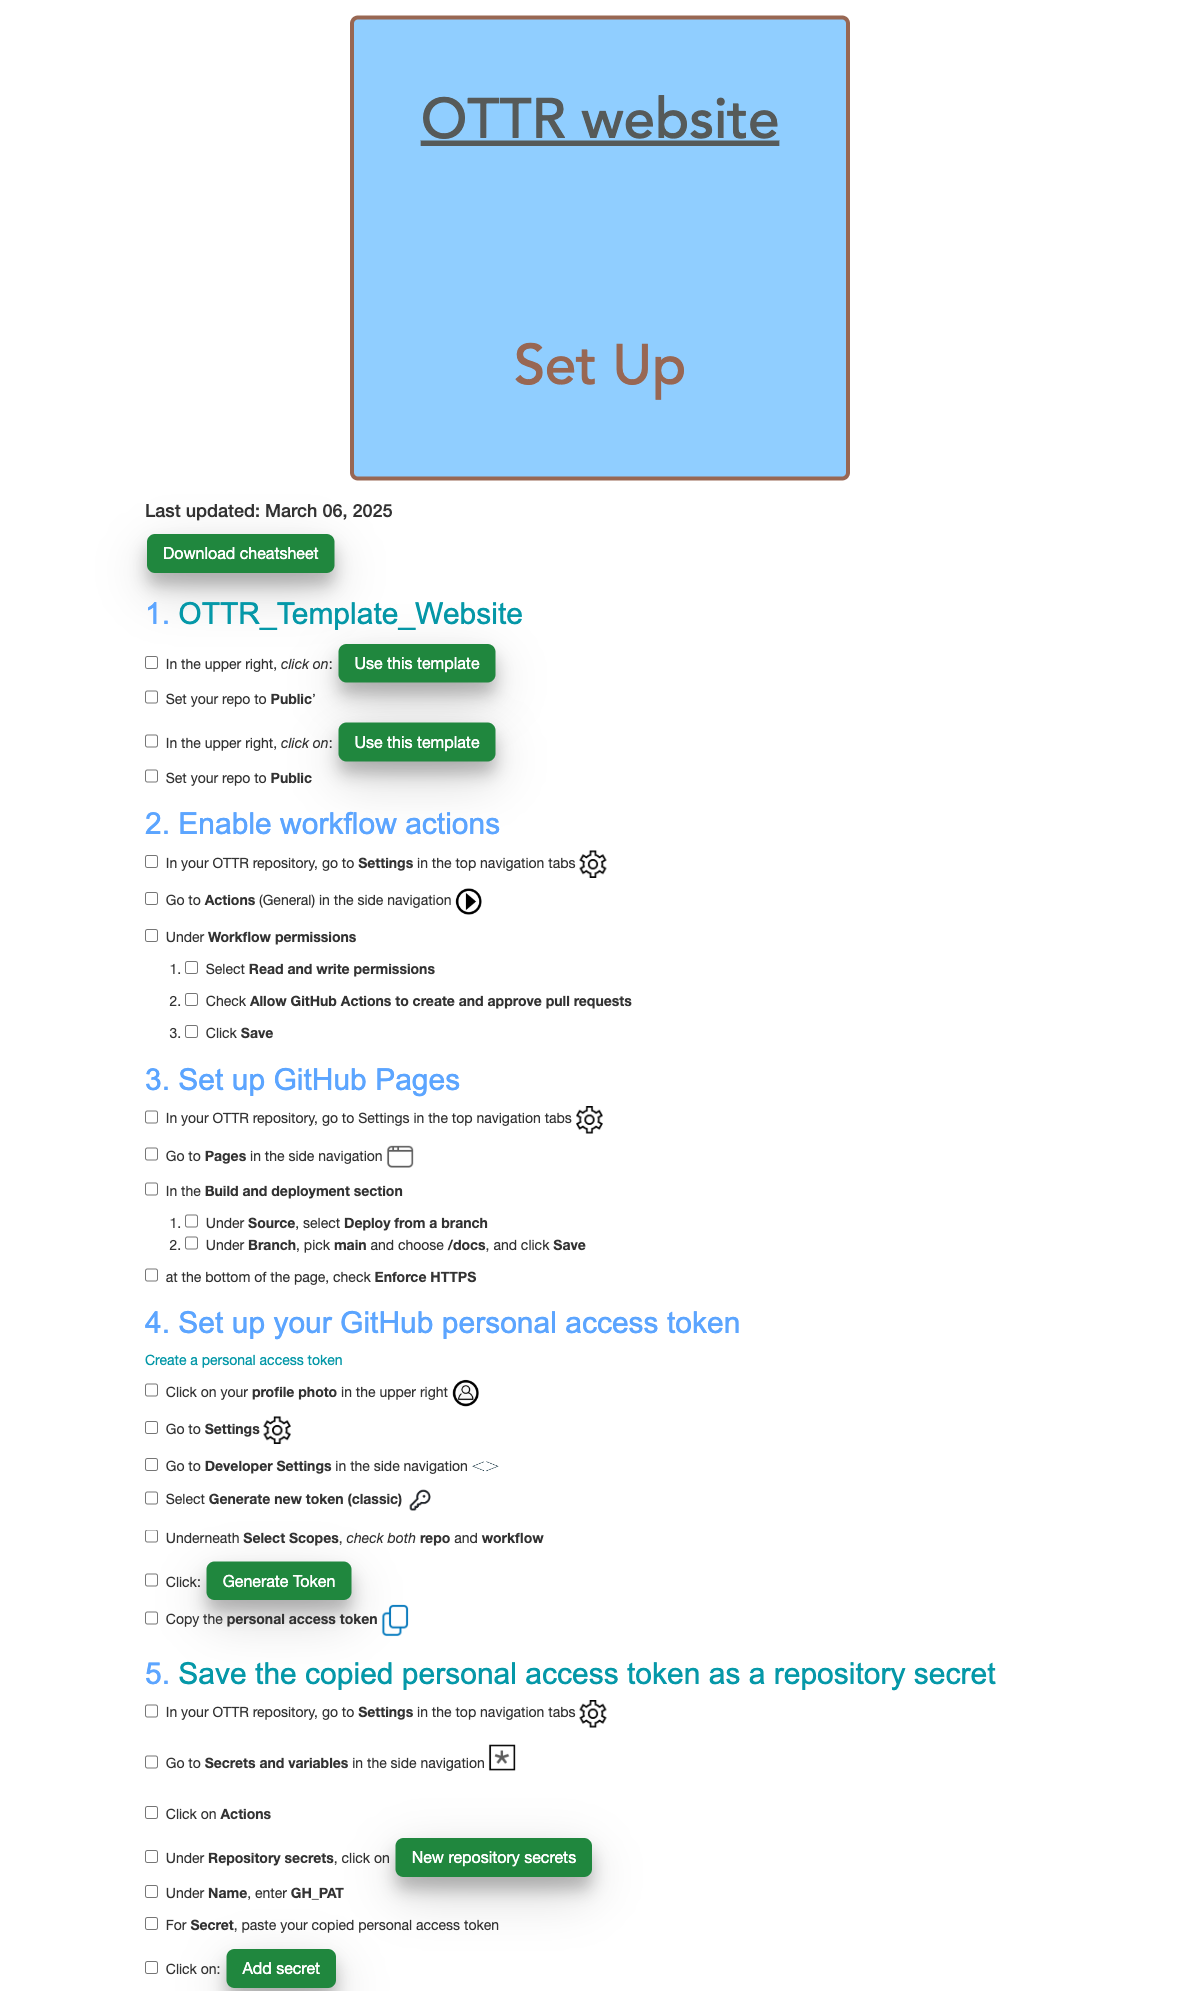 OTTR website
Set Up
Last updated: March 06, 2025
Download cheatsheet
1. OTTR_Template_Website
In the upper right, click on: Use this template
Set your repo to Public’
In the upper right, click on: Use this template
Set your repo to Public
2. Enable workflow actions
In your OTTR repository, go to Settings in the top navigation tabs
Go to Actions (General) in the side navigation
Under Workflow permissions
1. Select Read and write permissions
2. Check Allow GitHub Actions to create and approve pull requests
3. Click Save
3. Set up GitHub Pages
In your OTTR repository, go to Settings in the top navigation tabs
Go to Pages in the side navigation
In the Build and deployment section
1. Under Source, select Deploy from a branch
2. Under Branch, pick main and choose /docs, and click Save
at the bottom of the page, check Enforce HTTPS
4. Set up your GitHub personal access token
Create a personal access token
Click on your profile photo in the upper right
Go to Settings
Go to Developer Settings in the side navigation <>
Select Generate new token (classic)
Underneath Select Scopes, check both repo and workflow
Click: Generate Token
Copy the personal access token
5. Save the copied personal access token as a repository secret
In your OTTR repository, go to Settings in the top navigation tabs
Go to Secrets and variables in the side navigation
Click on Actions
Under Repository secrets, click on New repository secrets
Under Name, enter GH_PAT
For Secret, paste your copied personal access token
Click on: Add secret